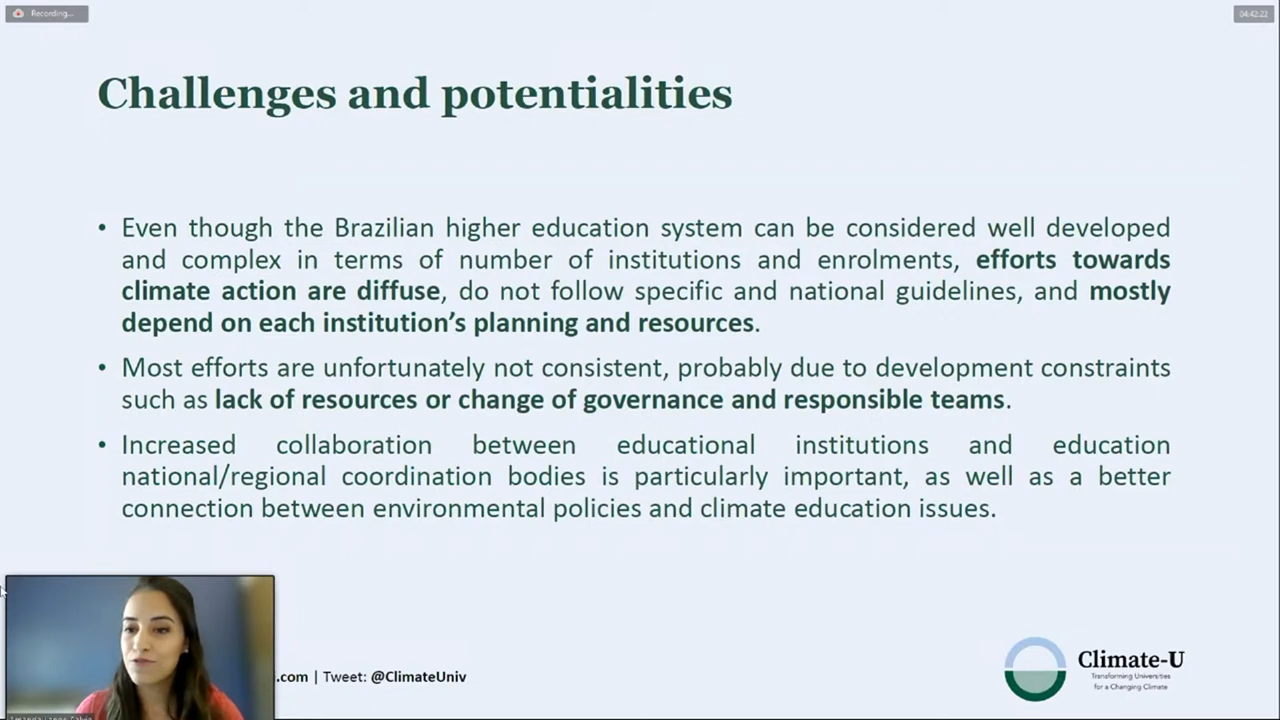 Recording...
04:42:22
Challenges and potentialities
• Even though the Brazilian higher education system can be considered well developed
and complex in terms of number of institutions and enrolments, efforts towards
climate action are diffuse, do not follow specific and national guidelines, and mostly
depend on each institution’s planning and resources.
• Most efforts are unfortunately not consistent, probably due to development constraints
such as lack of resources or change of governance and responsible teams.
• Increased collaboration between educational institutions and education
national/regional coordination bodies is particularly important, as well as a better
connection between environmental policies and climate education issues.
.com | Tweet: @ClimateUniv
Climate-U
Transforming Universities
for a Changing Climate